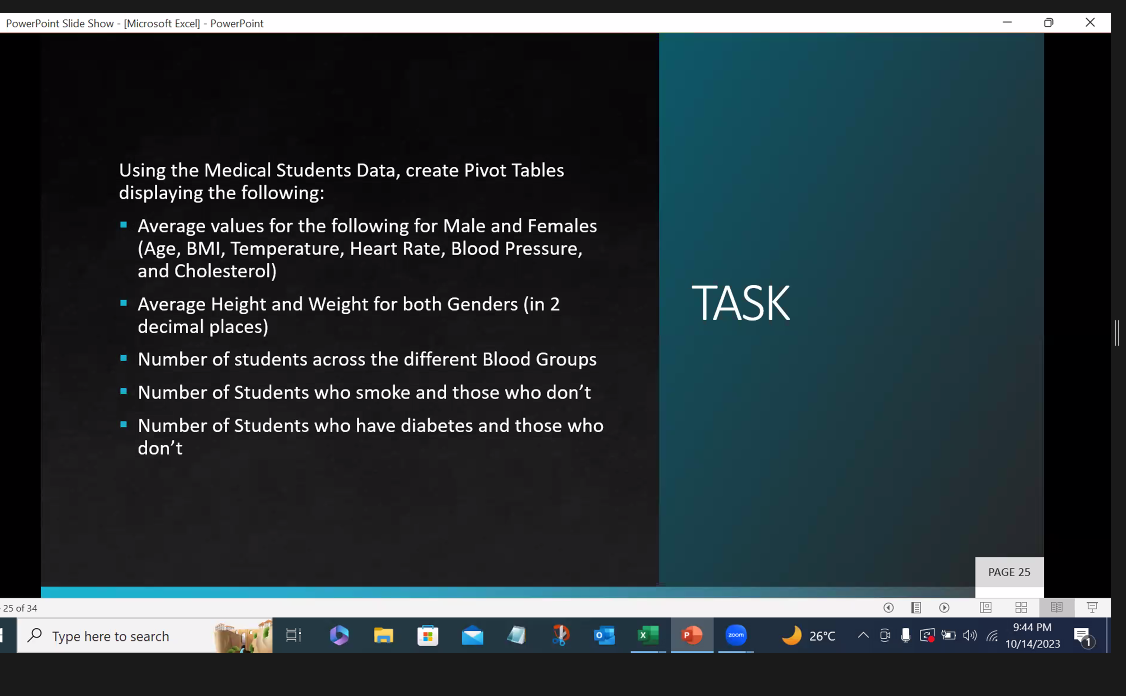 PowerPoint Slide Show - [Microsoft Excel] - PowerPoint
Using the Medical Students Data, create Pivot Tables
displaying the following:
Average values for the following for Male and Females
(Age, BMI, Temperature, Heart Rate, Blood Pressure,
and Cholesterol)
Average Height and Weight for both Genders (in 2
decimal places)
Number of students across the different Blood Groups
Number of Students who smoke and those who don’t
Number of Students who have diabetes and those who
don’t
TASK
PAGE 25
25 of 34
Type here to search
zoom
26°C
9:44 PM
10/14/2023
1